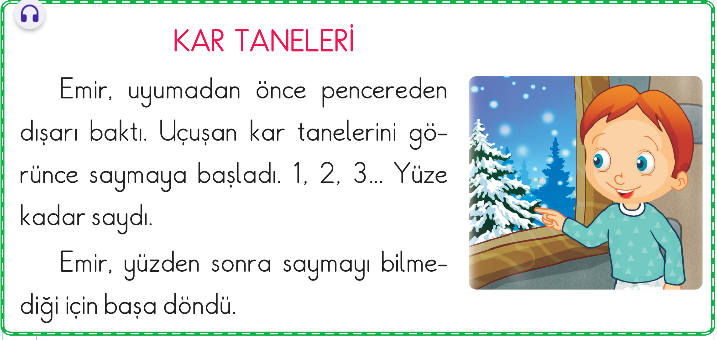 KAR TANELERİ
Emir, uyumadan önce pencereden
dışarı baktı. Uçuşan kar tanelerini gö-
rünce saymaya başladı. 1, 2, 3... Yüze
kadar saydı.
Emir, yüzden sonra saymayı bilme-
diği için başa döndü.